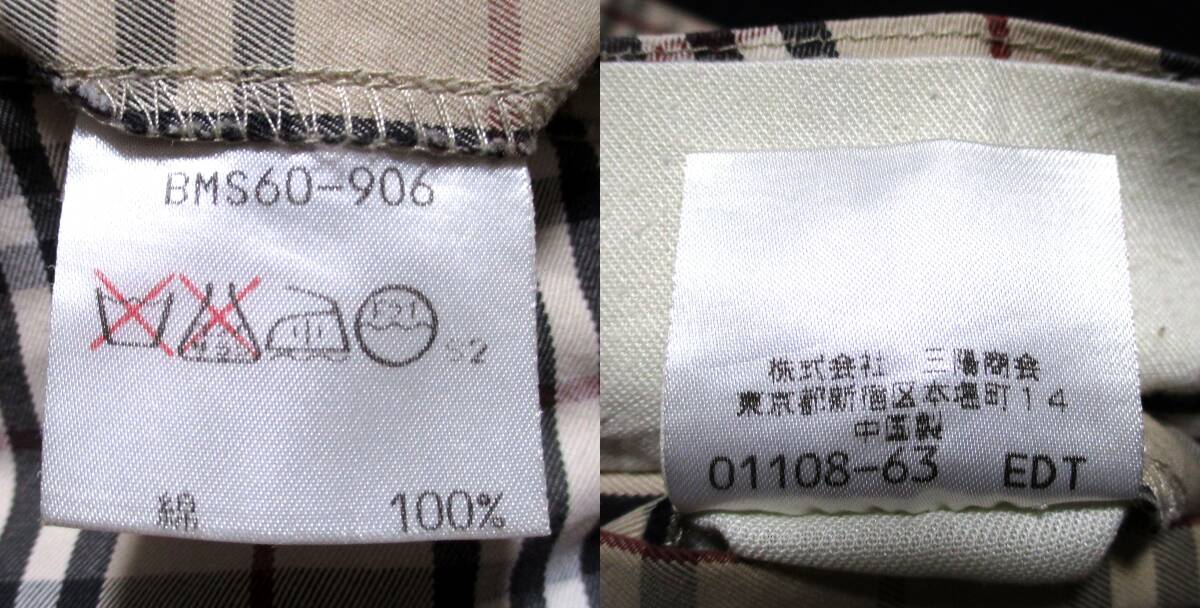 BMS60-906
綿 100%
株式会社 三陽商会
東京都新宿区本塩町14
中国製
01108-63 EDT